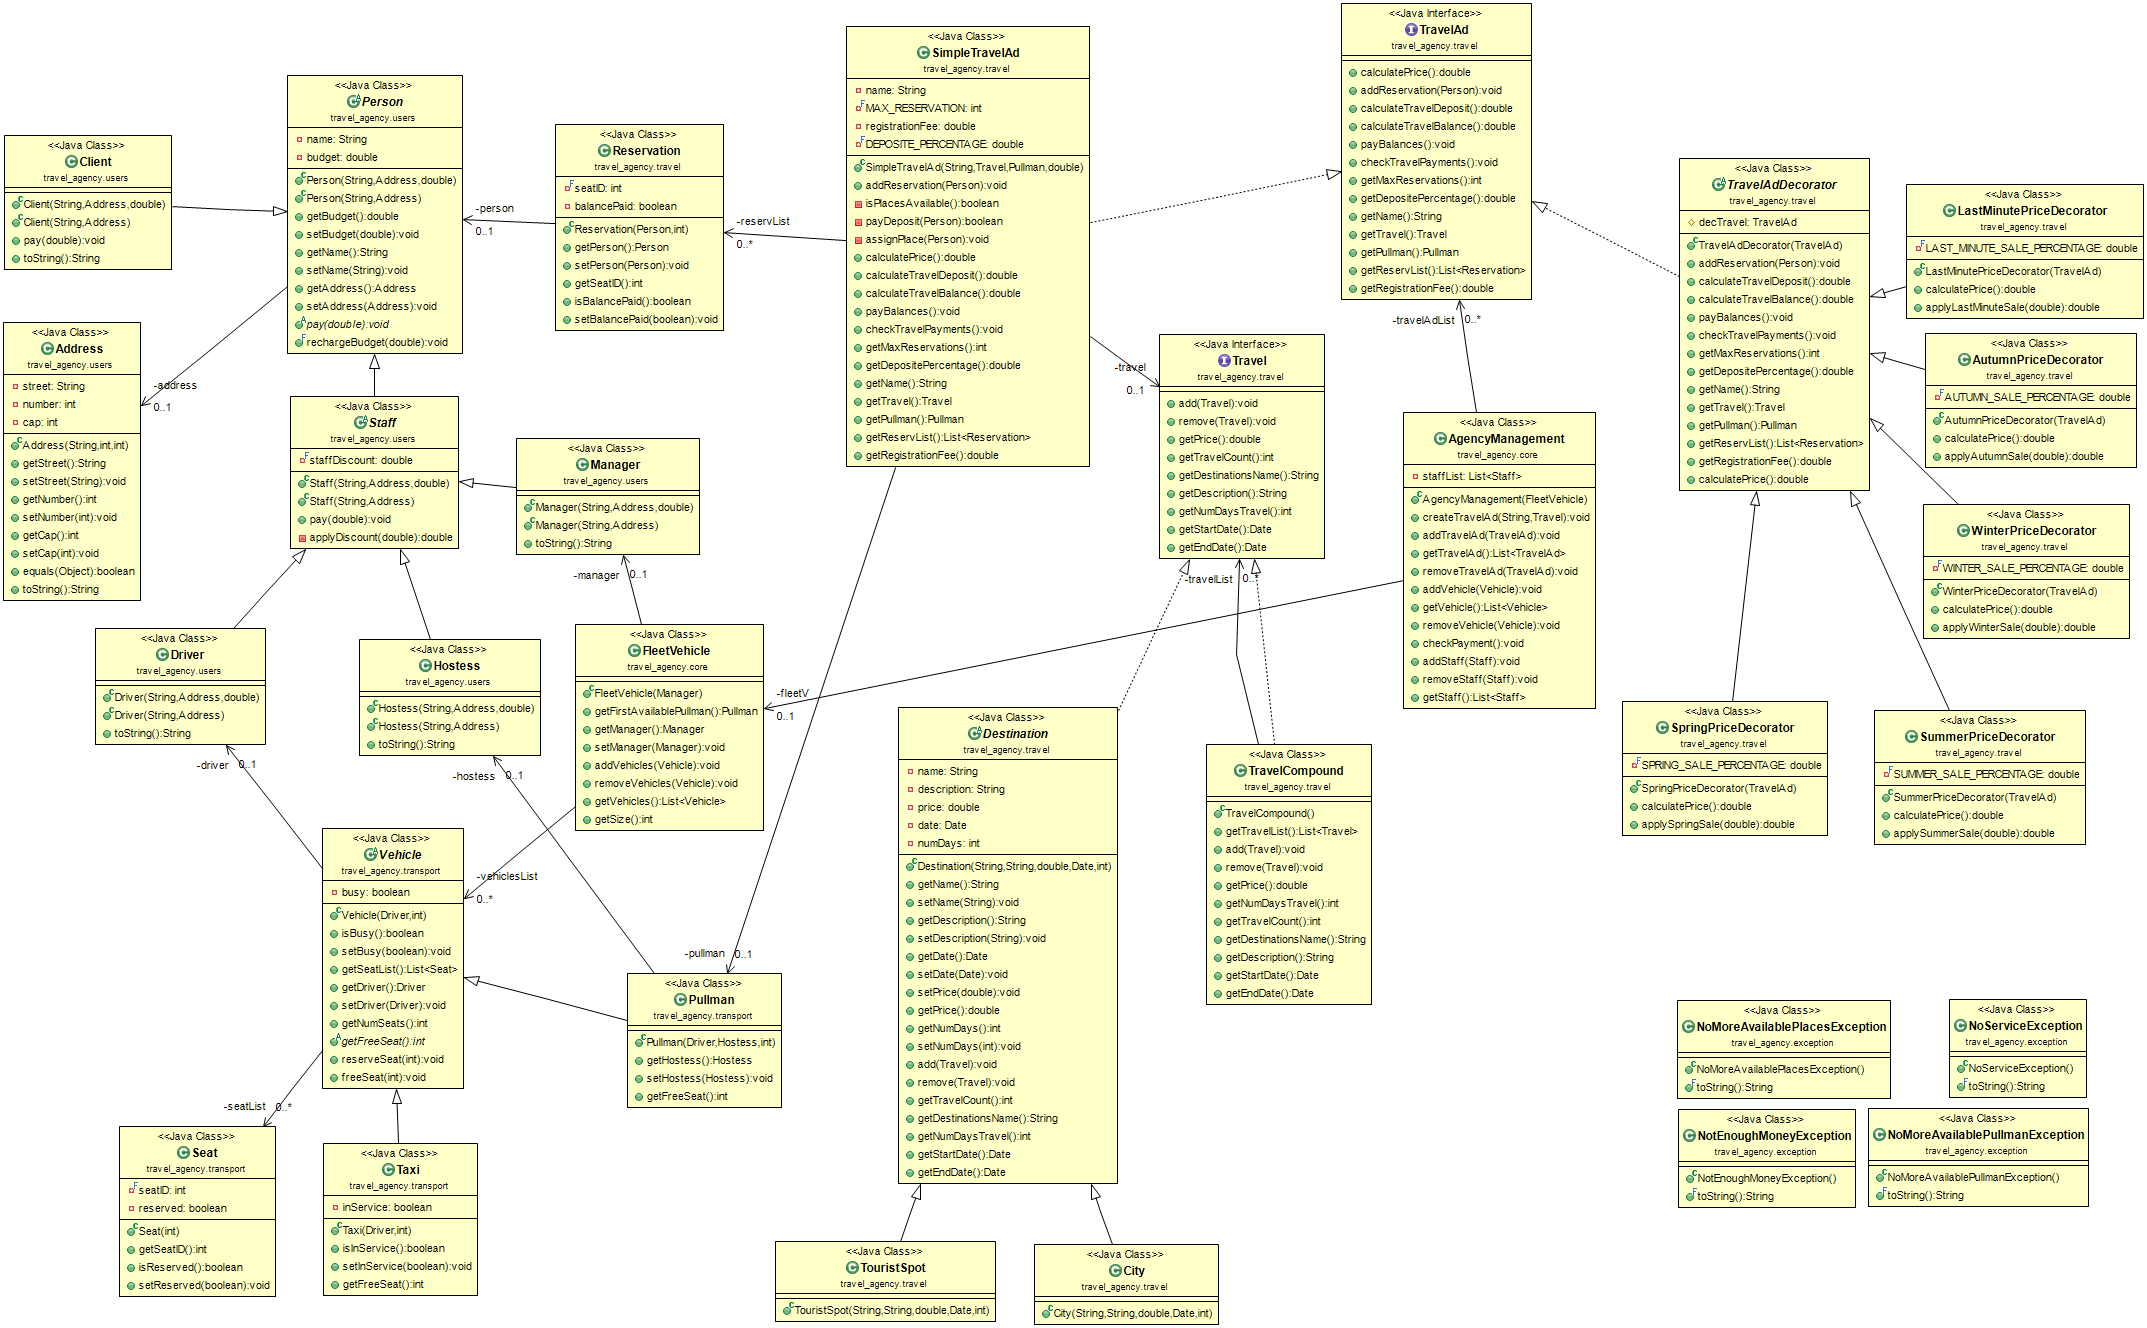 <<Java Class>>
Client
travel_agency.users
Client(String,Address,double)
Client(String,Address)
pay(double):void
toString():String
<<Java Class>>
Person
travel_agency.users
name: String
budget: double
Person(String,Address,double)
Person(String,Address)
getBudget():double
setBudget(double):void
getName():String
setName(String):void
getAddress():Address
setAddress(Address):void
pay(double):void
rechargeBudget(double):void
-person
0..1
<<Java Class>>
Reservation
travel_agency.travel
seatID: int
balancePaid: boolean
Reservation(Person,int)
getPerson():Person
setPerson(Person):void
getSeatID():int
isBalancePaid():boolean
setBalancePaid(boolean):void
-reservList
0..*
<<Java Class>>
SimpleTravelAd
travel_agency.travel
name: String
MAX_RESERVATION: int
registrationFee: double
DEPOSITE_PERCENTAGE: double
SimpleTravelAd(String,Travel,Pullman,double)
addReservation(Person):void
isPlacesAvailable():boolean
payDeposit(Person):boolean
assignPlace(Person):void
calculatePrice():double
calculateTravelDeposit():double
calculateTravelBalance():double
payBalances():void
checkTravelPayments():void
getMaxReservations():int
getDepositePercentage():double
getName():String
getTravel():Travel
getPullman():Pullman
getReservList():List<Reservation>
getRegistrationFee():double
<<Java Interface>>
TravelAd
travel_agency.travel
calculatePrice():double
addReservation(Person):void
calculateTravelDeposit():double
calculateTravelBalance():double
payBalances():void
checkTravelPayments():void
getMaxReservations():int
getDepositePercentage():double
getName():String
getTravel():Travel
getPullman():Pullman
getReservList():List<Reservation>
getRegistrationFee():double
-travelAdList
0..*
<<Java Class>>
TravelAdDecorator
travel_agency.travel
decTravel: TravelAd
TravelAdDecorator(TravelAd)
addReservation(Person):void
calculateTravelDeposit():double
calculateTravelBalance():double
payBalances():void
checkTravelPayments():void
getMaxReservations():int
getDepositePercentage():double
getName():String
getTravel():Travel
getPullman():Pullman
getReservList():List<Reservation>
getRegistrationFee():double
calculatePrice():double
<<Java Class>>
LastMinutePriceDecorator
travel_agency.travel
LAST_MINUTE_SALE_PERCENTAGE: double
LastMinutePriceDecorator(TravelAd)
calculatePrice():double
applyLastMinuteSale(double):double
<<Java Class>>
AutumnPriceDecorator
travel_agency.travel
AUTUMN_SALE_PERCENTAGE: double
AutumnPriceDecorator(TravelAd)
calculatePrice():double
applyAutumnSale(double):double
<<Java Class>>
WinterPriceDecorator
travel_agency.travel
WINTER_SALE_PERCENTAGE: double
WinterPriceDecorator(TravelAd)
calculatePrice():double
applyWinterSale(double):double
<<Java Class>>
Address
travel_agency.users
street: String
number: int
cap: int
Address(String,int,int)
getStreet():String
setStreet(String):void
getNumber():int
setNumber(int):void
getCap():int
setCap(int):void
equals(Object):boolean
toString():String
-address
0..1
<<Java Class>>
Staff
travel_agency.users
staffDiscount: double
Staff(String,Address,double)
Staff(String,Address)
pay(double):void
applyDiscount(double):double
<<Java Class>>
Manager
travel_agency.users
Manager(String,Address,double)
Manager(String,Address)
toString():String
-manager
0..1
-travel
0..1
<<Java Interface>>
Travel
travel_agency.travel
add(Travel):void
remove(Travel):void
getPrice():double
getTravelCount():int
getDestinationsName():String
getDescription():String
getNumDaysTravel():int
getStartDate():Date
getEndDate():Date
-travelList
0..*
<<Java Class>>
AgencyManagement
travel_agency.core
staffList: List<Staff>
AgencyManagement(FleetVehicle)
createTravelAd(String,Travel):void
addTravelAd(TravelAd):void
getTravelAd():List<TravelAd>
removeTravelAd(TravelAd):void
addVehicle(Vehicle):void
getVehicle():List<Vehicle>
removeVehicle(Vehicle):void
checkPayment():void
addStaff(Staff):void
removeStaff(Staff):void
getStaff():List<Staff>
<<Java Class>>
Driver
travel_agency.users
Driver(String,Address,double)
Driver(String,Address)
toString():String
-driver
0..1
<<Java Class>>
Hostess
travel_agency.users
Hostess(String,Address,double)
Hostess(String,Address)
toString():String
-hostess
0..1
<<Java Class>>
FleetVehicle
travel_agency.core
FleetVehicle(Manager)
getFirstAvailablePullman():Pullman
getManager():Manager
setManager(Manager):void
addVehicles(Vehicle):void
removeVehicles(Vehicle):void
getVehicles():List<Vehicle>
getSize():int
-fleetV
0..1
-vehiclesList
0..*
<<Java Class>>
Destination
travel_agency.travel
name: String
description: String
price: double
date: Date
numDays: int
Destination(String,String,double,Date,int)
getName():String
setName(String):void
getDescription():String
setDescription(String):void
getDate():Date
setDate(Date):void
setPrice(double):void
getPrice():double
getNumDays():int
setNumDays(int):void
add(Travel):void
remove(Travel):void
getTravelCount():int
getDestinationsName():String
getNumDaysTravel():int
getStartDate():Date
getEndDate():Date
<<Java Class>>
TravelCompound
travel_agency.travel
TravelCompound()
getTravelList():List<Travel>
add(Travel):void
remove(Travel):void
getPrice():double
getNumDaysTravel():int
getTravelCount():int
getDestinationsName():String
getDescription():String
getStartDate():Date
getEndDate():Date
<<Java Class>>
SpringPriceDecorator
travel_agency.travel
SPRING_SALE_PERCENTAGE: double
SpringPriceDecorator(TravelAd)
calculatePrice():double
applySpringSale(double):double
<<Java Class>>
SummerPriceDecorator
travel_agency.travel
SUMMER_SALE_PERCENTAGE: double
SummerPriceDecorator(TravelAd)
calculatePrice():double
applySummerSale(double):double
<<Java Class>>
Vehicle
travel_agency.transport
busy: boolean
Vehicle(Driver,int)
isBusy():boolean
setBusy(boolean):void
getSeatList():List<Seat>
getDriver():Driver
setDriver(Driver):void
getNumSeats():int
getFreeSeat():int
reserveSeat(int):void
freeSeat(int):void
-pullman
0..1
<<Java Class>>
Pullman
travel_agency.transport
Pullman(Driver,Hostess,int)
getHostess():Hostess
setHostess(Hostess):void
getFreeSeat():int
-seatList
0..*
<<Java Class>>
Seat
travel_agency.transport
seatID: int
reserved: boolean
Seat(int)
getSeatID():int
isReserved():boolean
setReserved(boolean):void
<<Java Class>>
Taxi
travel_agency.transport
inService: boolean
Taxi(Driver,int)
isInService():boolean
setInService(boolean):void
getFreeSeat():int
<<Java Class>>
TouristSpot
travel_agency.travel
TouristSpot(String,String,double,Date,int)
<<Java Class>>
City
travel_agency.travel
City(String,String,double,Date,int)
<<Java Class>>
NoMoreAvailablePlacesException
travel_agency.exception
NoMoreAvailablePlacesException()
toString():String
<<Java Class>>
NoServiceException
travel_agency.exception
NoServiceException()
toString():String
<<Java Class>>
NotEnoughMoneyException
travel_agency.exception
NotEnoughMoneyException()
toString():String
<<Java Class>>
NoMoreAvailablePullmanException
travel_agency.exception
NoMoreAvailablePullmanException()
toString():String